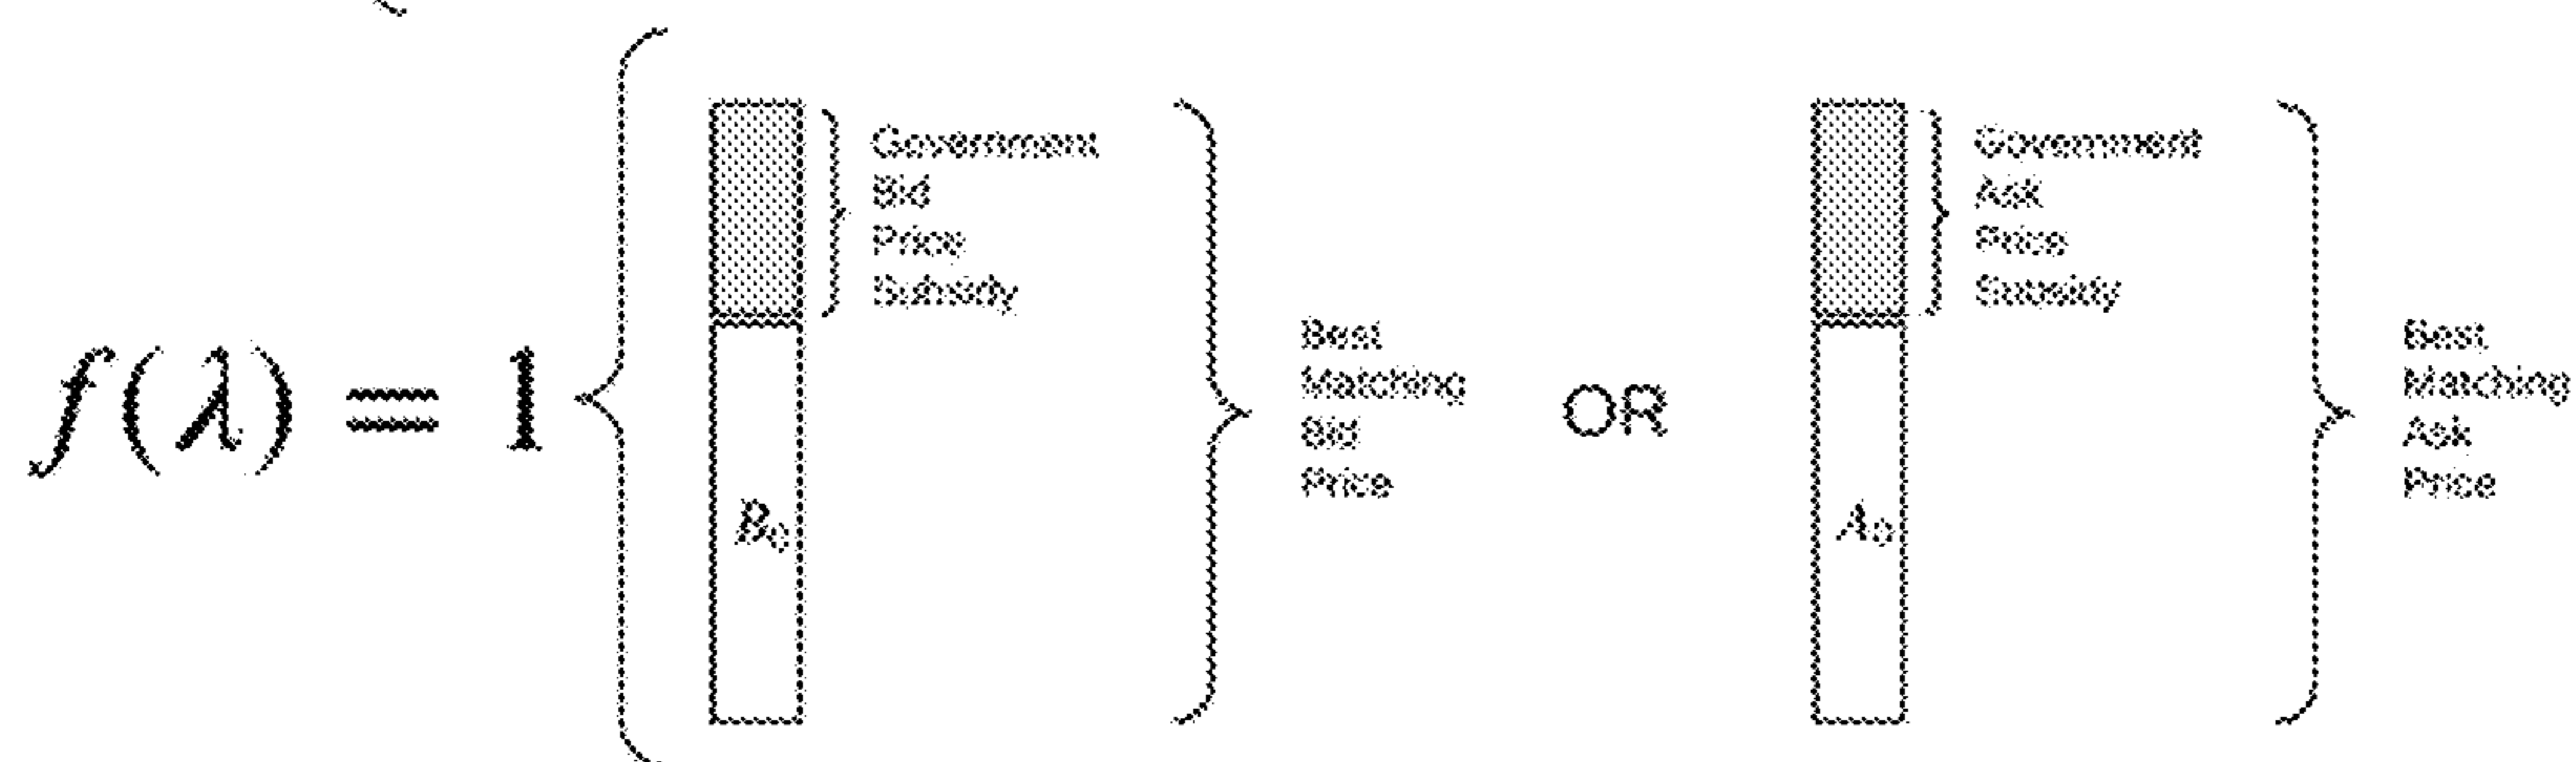 f(λ) = 1
Government
Bid
Price
Subsidy
B₀
Best
Matching
Bid
Price
OR
Government
Ask
Price
Subsidy
A₀
Best
Matching
Ask
Price